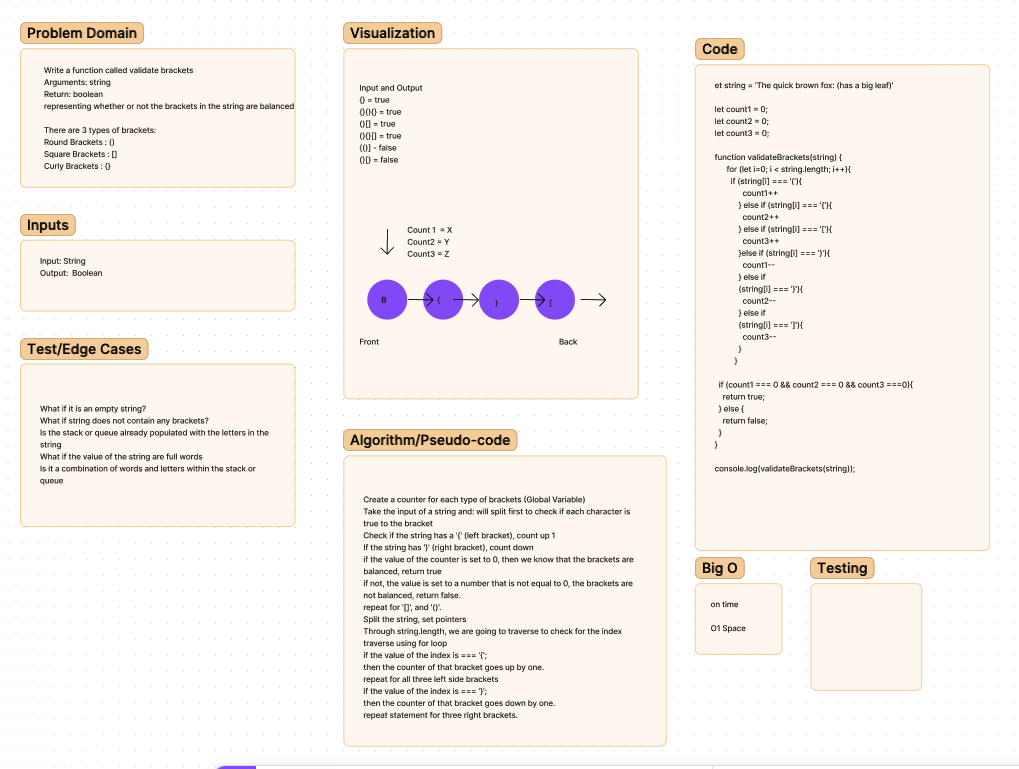 Problem Domain
Write a function called validate brackets
Arguments: string
Return: boolean
representing whether or not the brackets in the string are balanced
There are 3 types of brackets:
Round Brackets : ()
Square Brackets : []
Curly Brackets : {}
Inputs
Input: String
Output:  Boolean
Test/Edge Cases
What if it is an empty string?
What if string does not contain any brackets?
Is the stack or queue already populated with the letters in the
string
What if the value of the string are full words
Is it a combination of words and letters within the stack or
queue
Visualization
Input and Output
{} = true
{}(){} = true
()[] = true
(){}[] = true
(()] - false
(){} = false
Count 1  = X
Count2 = Y
Count3 = Z
B
{
}
[
Front
Back
Algorithm/Pseudo-code
Create a counter for each type of brackets (Global Variable)
Take the input of a string and: will split first to check if each character is
true to the bracket
Check if the string has a '{' (left bracket), count up 1
If the string has '}' (right bracket), count down
if the value of the counter is set to 0, then we know that the brackets are
balanced, return true
if not, the value is set to a number that is not equal to 0, the brackets are
not balanced, return false.
repeat for '[]', and '()'.
Split the string, set pointers
Through string.length, we are going to traverse to check for the index
traverse using for loop
if the value of the index is === '{';
then the counter of that bracket goes up by one.
repeat for all three left side brackets
if the value of the index is === '}';
then the counter of that bracket goes down by one.
repeat statement for three right brackets.
Code
et string = 'The quick brown fox: (has a big leaf)'
let count1 = 0;
let count2 = 0;
let count3 = 0;
function validateBrackets(string) {
for (let i=0; i < string.length; i++){
if (string[i] === '('){
count1++
} else if (string[i] === '{'){
count2++
} else if (string[i] === '['){
count3++
}else if (string[i] === ')'){
count1--
} else if
(string[i] === '}'){
count2--
} else if
(string[i] === ']'){
count3--
}
}
if (count1 === 0 && count2 === 0 && count3 ===0){
return true;
} else {
return false;
}
}
console.log(validateBrackets(string));
Big O
on time
O1 Space
Testing